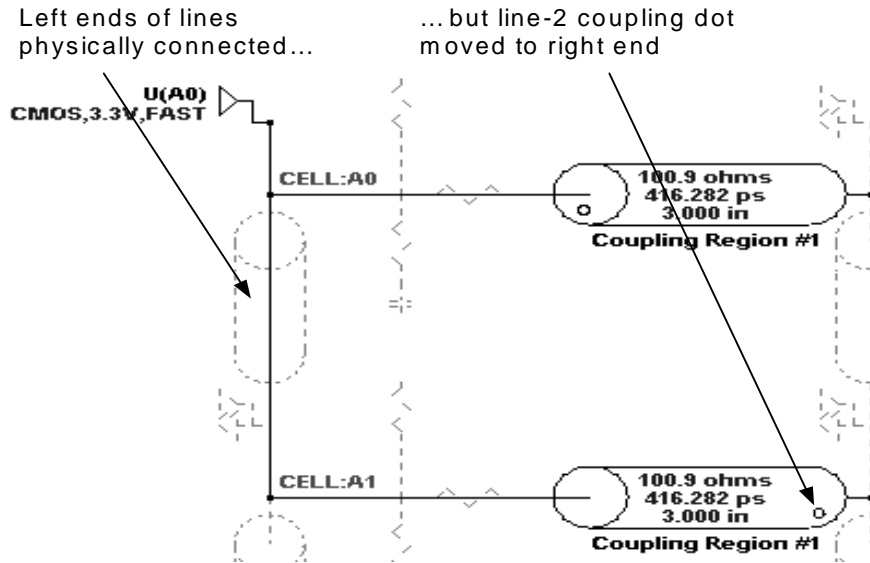 Left ends of lines
physically connected...
...but line-2 coupling dot
moved to right end
U(A0)
CMOS,3.3V,FAST
CELL:A0
100.9 ohms
416.282 ps
3.000 in
Coupling Region #1
CELL:A1
100.9 ohms
416.282 ps
3.000 in
Coupling Region #1